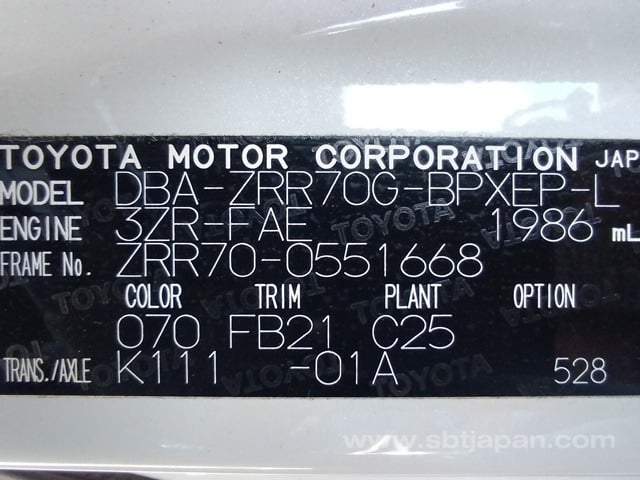 TOYOTA MOTOR CORPORATION JAP
MODEL DBA-ZRR70G-BPXEP-L
ENGINE 3ZR-FAE 1986 mL
FRAME No. ZRR70-0551668
COLOR TRIM PLANT OPTION
070 FB21 C25
TRANS./AXLE K111 -01A 528
www.sbtjapan.com